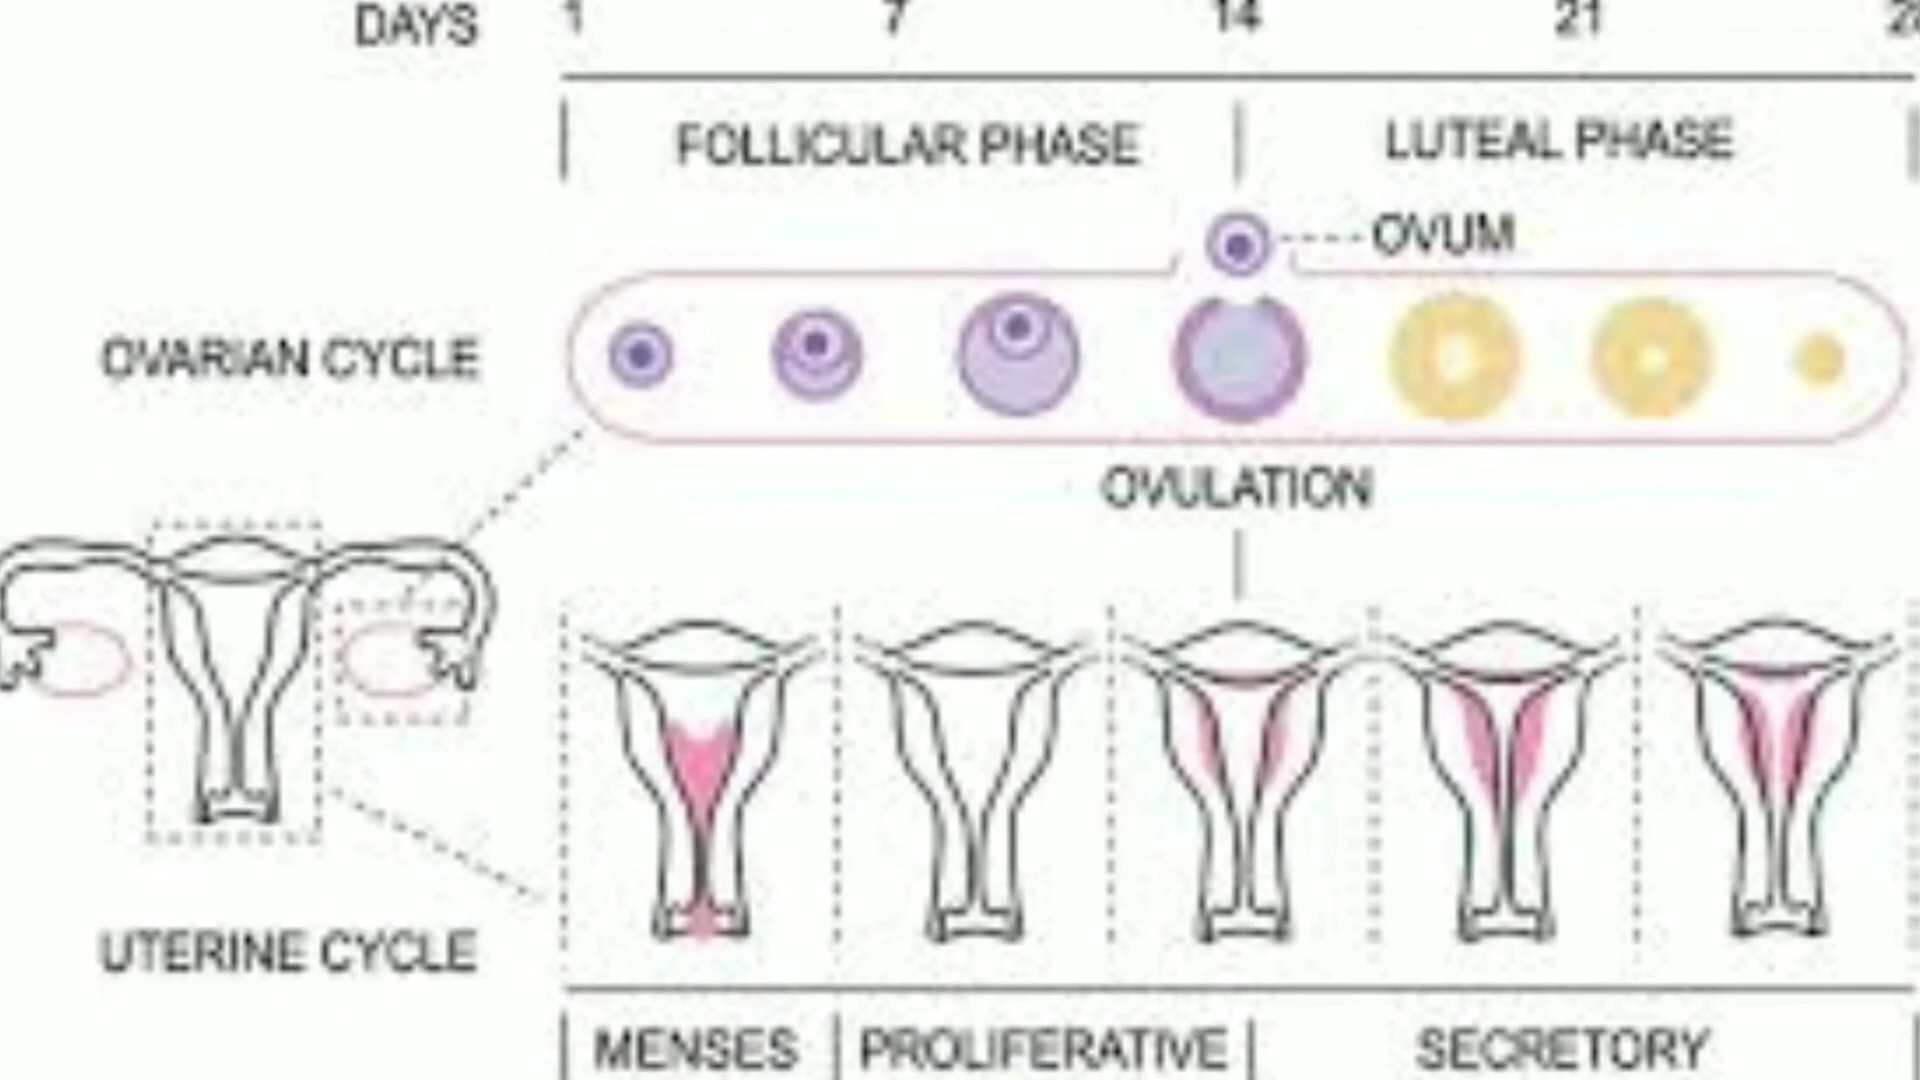 DAYS 1 7 14 21
FOLLICULAR PHASE LUTEAL PHASE
OVUM
OVARIAN CYCLE
OVULATION
UTERINE CYCLE
MENSES PROLIFERATIVE SECRETORY